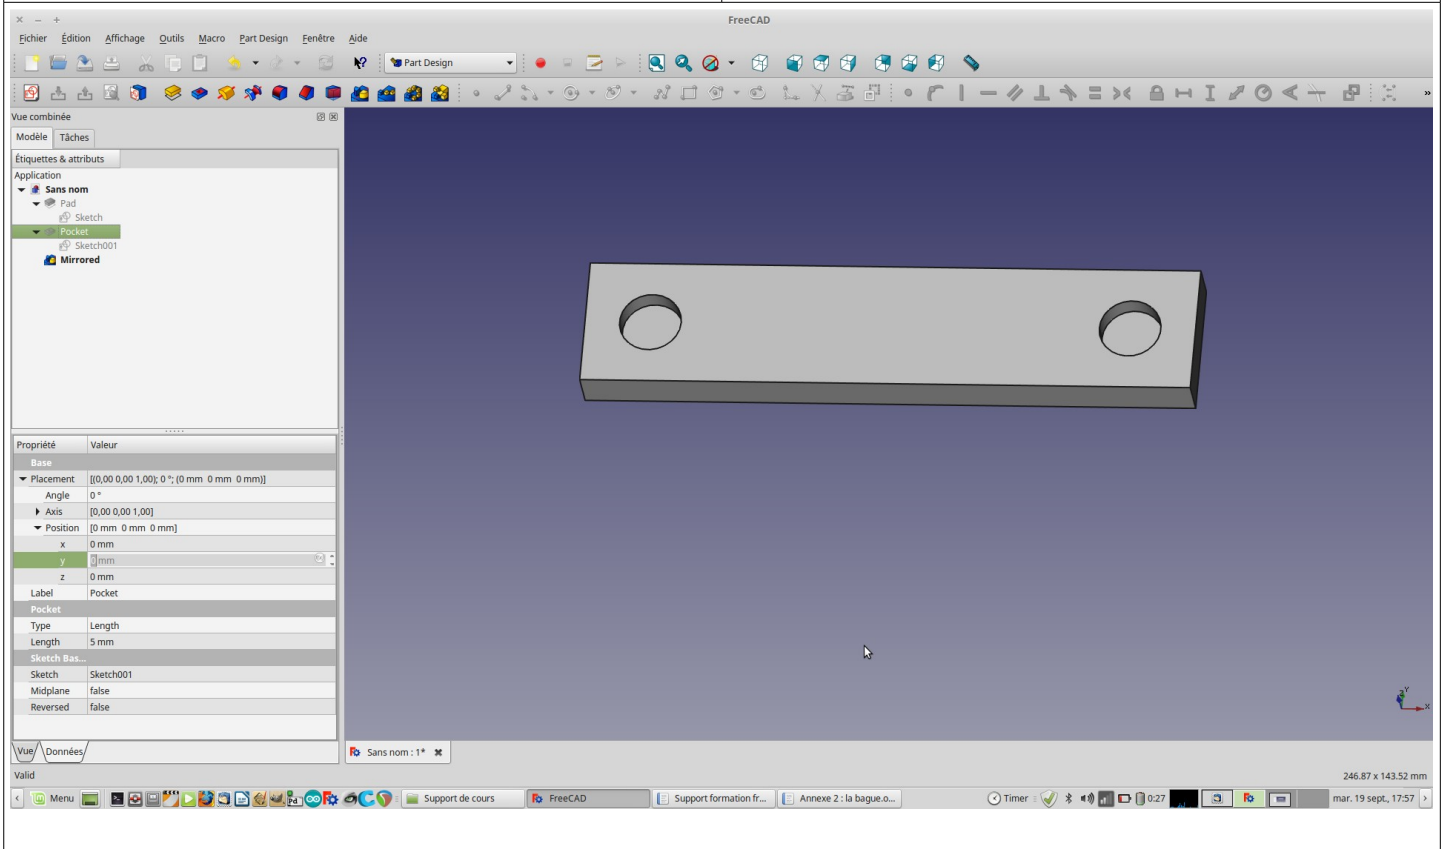 FreeCAD
Fichier Édition Affichage Outils Macro Part Design Fenêtre Aide
Part Design
Vue combinée
Modèle Tâches
Étiquettes & attributs
Application
Sans nom
Pad
Sketch
Pocket
Sketch001
Mirrored
Propriété Valeur
Base
Placement [(0,00 0,00 1,00); 0 °; (0 mm 0 mm 0 mm)]
Angle 0 °
Axis [0,00 0,00 1,00]
Position [0 mm 0 mm 0 mm]
x 0 mm
y 0 mm
z 0 mm
Label Pocket
Pocket
Type Length
Length 5 mm
Sketch Bas...
Sketch Sketch001
Midplane false
Reversed false
Y
X
Vue Données
Sans nom : 1*
Valid 246.87 x 143.52 mm
Menu Support de cours FreeCAD Support formation fr... Annexe 2 : la bague.o... Timer 0:27 mar. 19 sept., 17:57